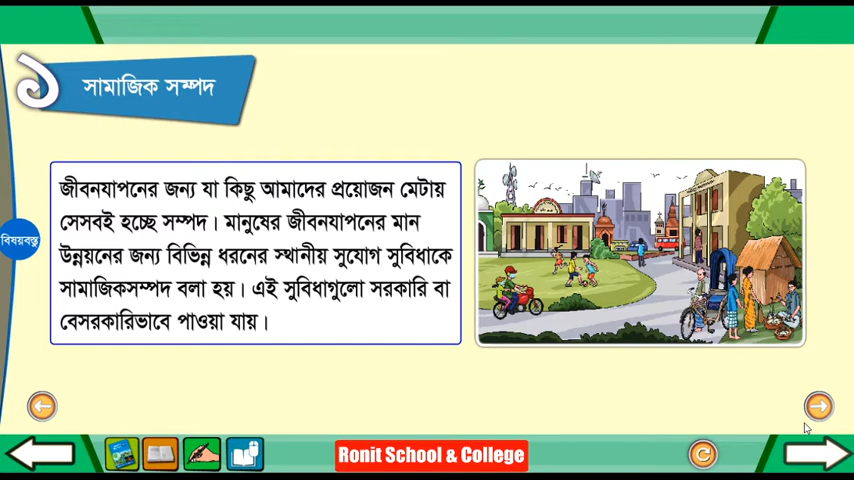 ১
সামাজিক সম্পদ
বিষয়বস্তু
জীবনযাপনের জন্য যা কিছু আমাদের প্রয়োজন মেটায়
সেসবই হচ্ছে সম্পদ। মানুষের জীবনযাপনের মান
উন্নয়নের জন্য বিভিন্ন ধরনের স্থানীয় সুযোগ সুবিধাকে
সামাজিকসম্পদ বলা হয়। এই সুবিধাগুলো সরকারি বা
বেসরকারিভাবে পাওয়া যায়।
Ronit School & College